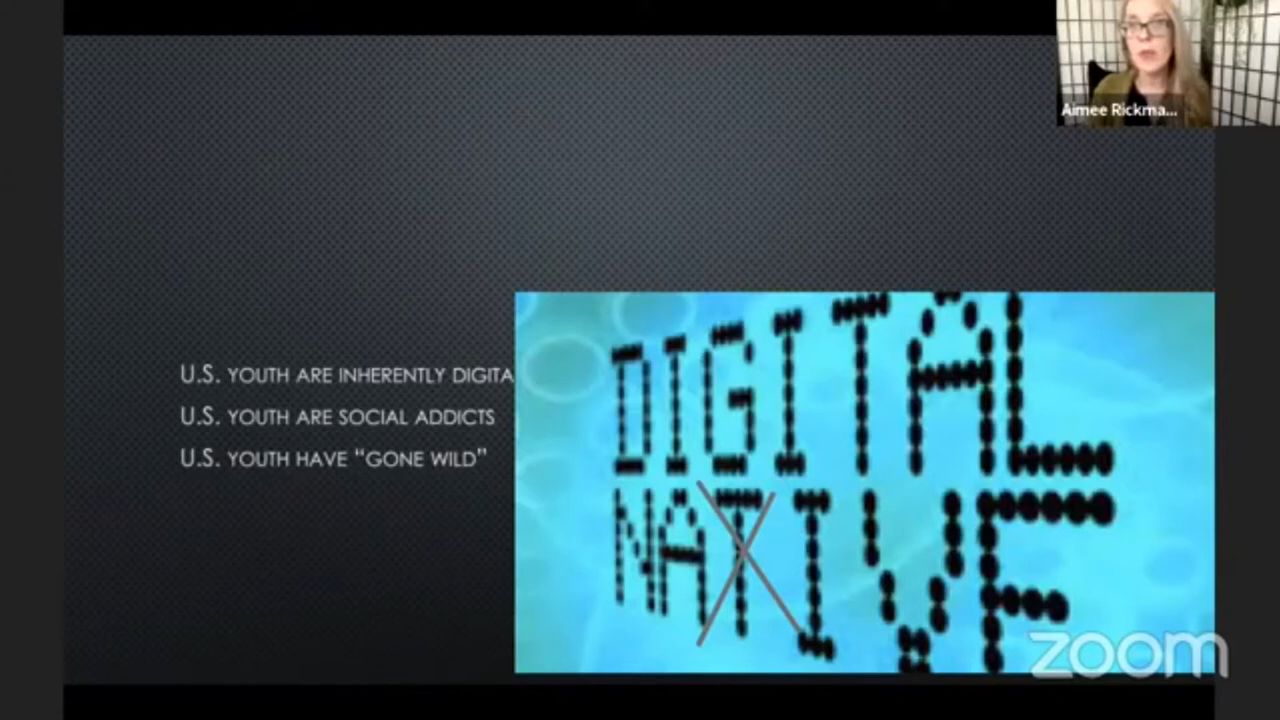 Aimee Rickma...
U.S. YOUTH ARE INHERENTLY DIGITA
U.S. YOUTH ARE SOCIAL ADDICTS
U.S. YOUTH HAVE “GONE WILD”
DIGITAL
NATIVE
zoom